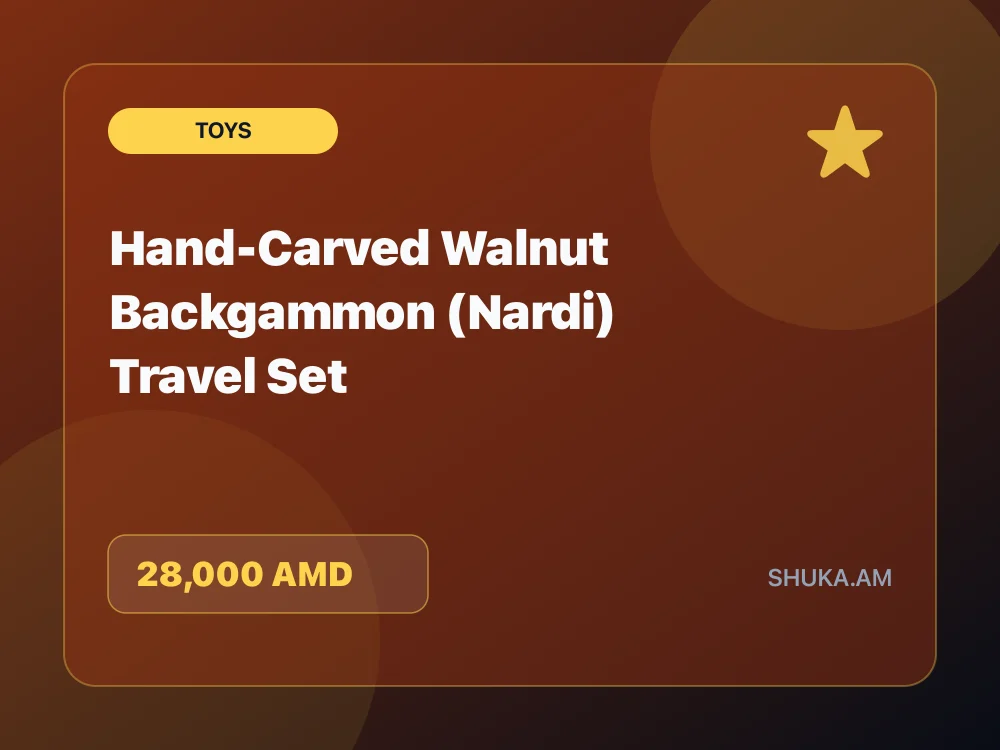 TOYS
Hand-Carved Walnut
Backgammon (Nardi)
Travel Set
28,000 AMD
SHUKA.AM